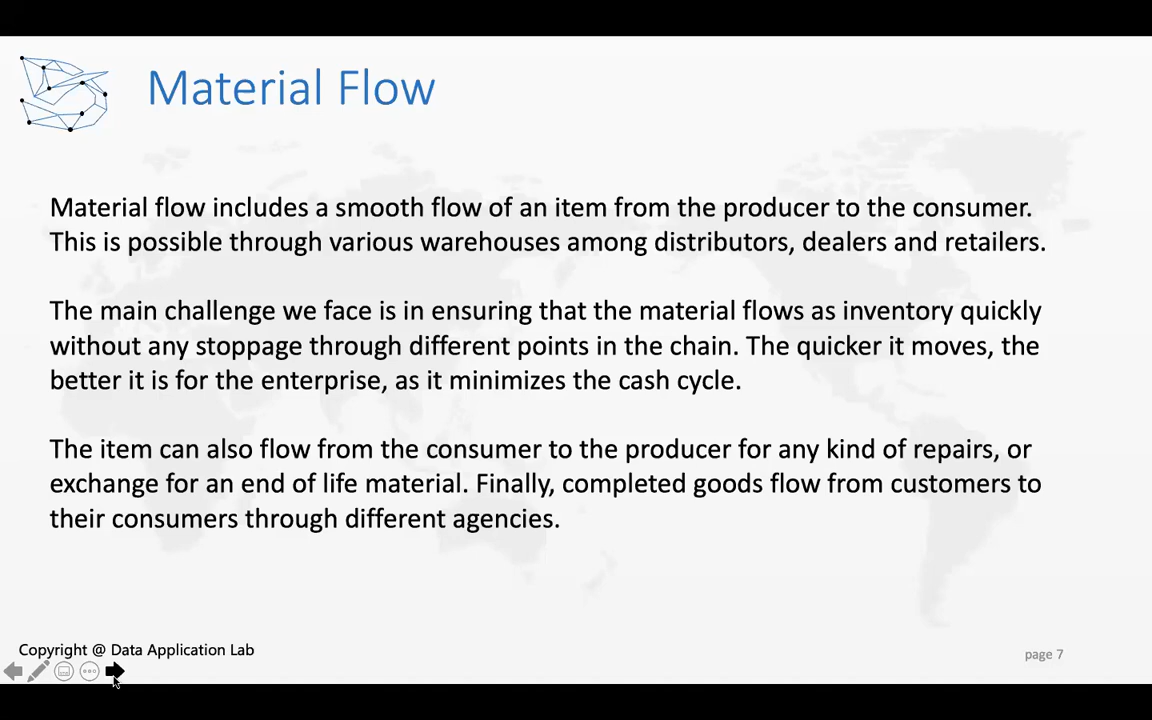 Material Flow
Material flow includes a smooth flow of an item from the producer to the consumer.
This is possible through various warehouses among distributors, dealers and retailers.
The main challenge we face is in ensuring that the material flows as inventory quickly
without any stoppage through different points in the chain. The quicker it moves, the
better it is for the enterprise, as it minimizes the cash cycle.
The item can also flow from the consumer to the producer for any kind of repairs, or
exchange for an end of life material. Finally, completed goods flow from customers to
their consumers through different agencies.
Copyright @ Data Application Lab
page 7